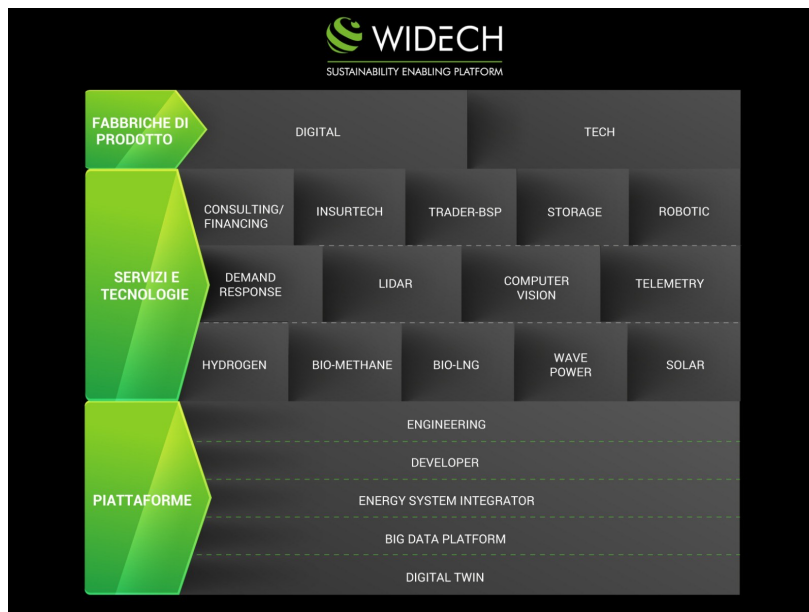 WIDECH
SUSTAINABILITY ENABLING PLATFORM
FABBRICHE DI
PRODOTTO
DIGITAL
TECH
SERVIZI E
TECNOLOGIE
CONSULTING/
FINANCING
INSURTECH
TRADER-BSP
STORAGE
ROBOTIC
DEMAND
RESPONSE
LIDAR
COMPUTER
VISION
TELEMETRY
HYDROGEN
BIO-METHANE
BIO-LNG
WAVE
POWER
SOLAR
PIATTAFORME
ENGINEERING
DEVELOPER
ENERGY SYSTEM INTEGRATOR
BIG DATA PLATFORM
DIGITAL TWIN